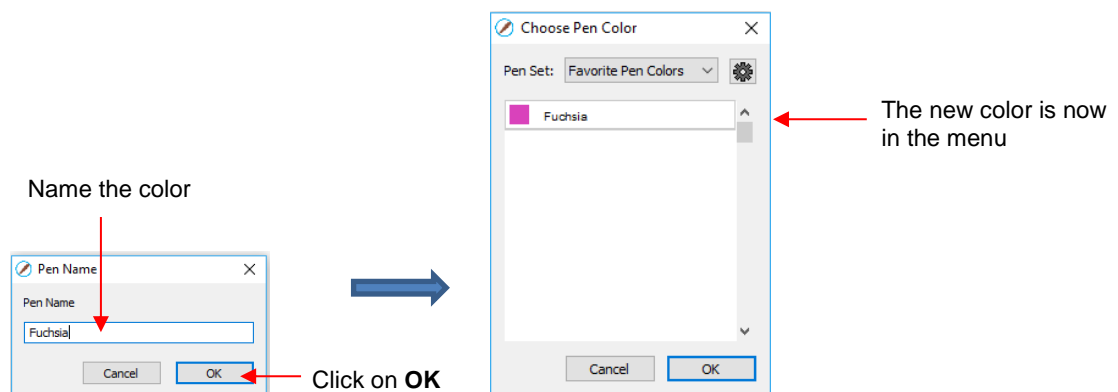 Choose Pen Color
Pen Set: Favorite Pen Colors
Fuchsia
The new color is now
in the menu
Cancel OK
Name the color
Pen Name
Pen Name
Fuchsia
Cancel OK
Click on OK